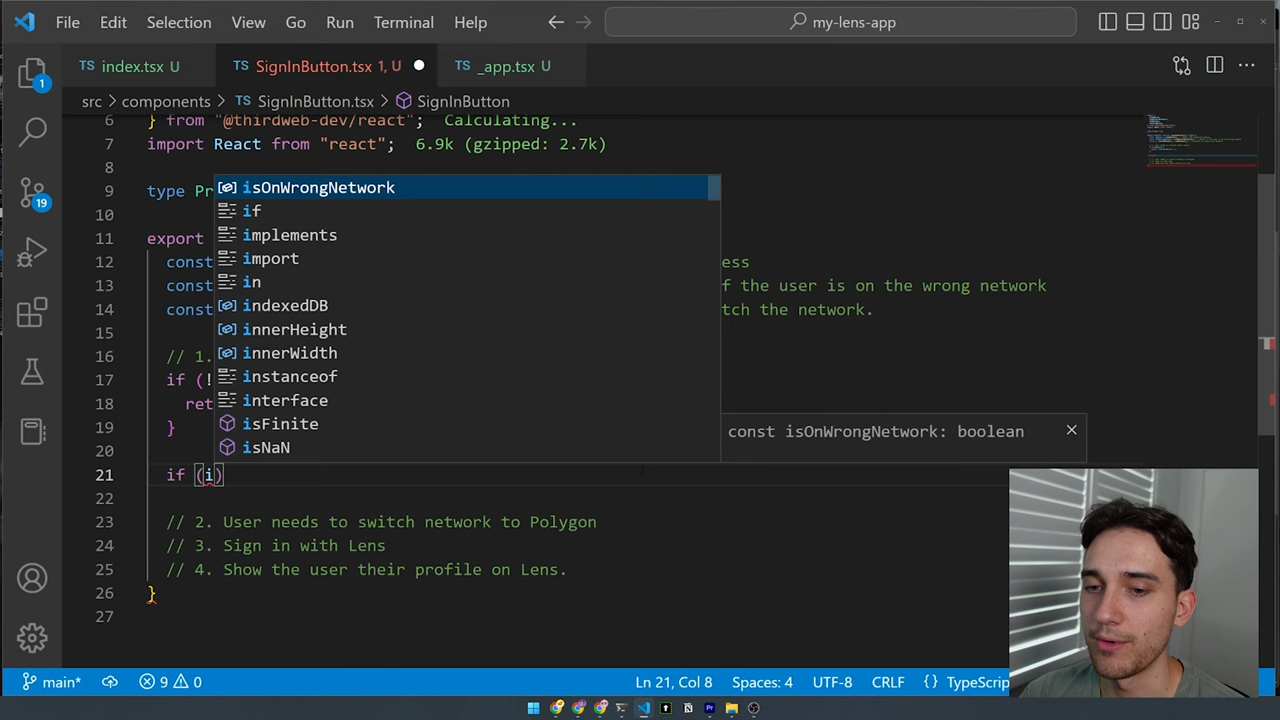 File Edit Selection View Go Run Terminal Help my-lens-app
TS index.tsx U TS SignInButton.tsx 1, U TS _app.tsx U
src > components > TS SignInButton.tsx > SignInButton
6 } from "@thirdweb-dev/react"; Calculating...
7 import React from "react"; 6.9k (gzipped: 2.7k)
8
9 type Pr
isOnWrongNetwork
10 if
implements
11 export
import
12 const ess
in
13 const f the user is on the wrong network
indexedDB
14 const tch the network.
innerHeight
15
innerWidth
16 // 1.
instanceof
17 if (!
interface
18 ret
isFinite
19 }
const isOnWrongNetwork: boolean
isNaN
20
21 if (i)
22
23 // 2. User needs to switch network to Polygon
24 // 3. Sign in with Lens
25 // 4. Show the user their profile on Lens.
26 }
27
1
19
main* 9 0 Ln 21, Col 8 Spaces: 4 UTF-8 CRLF {} TypeScrip